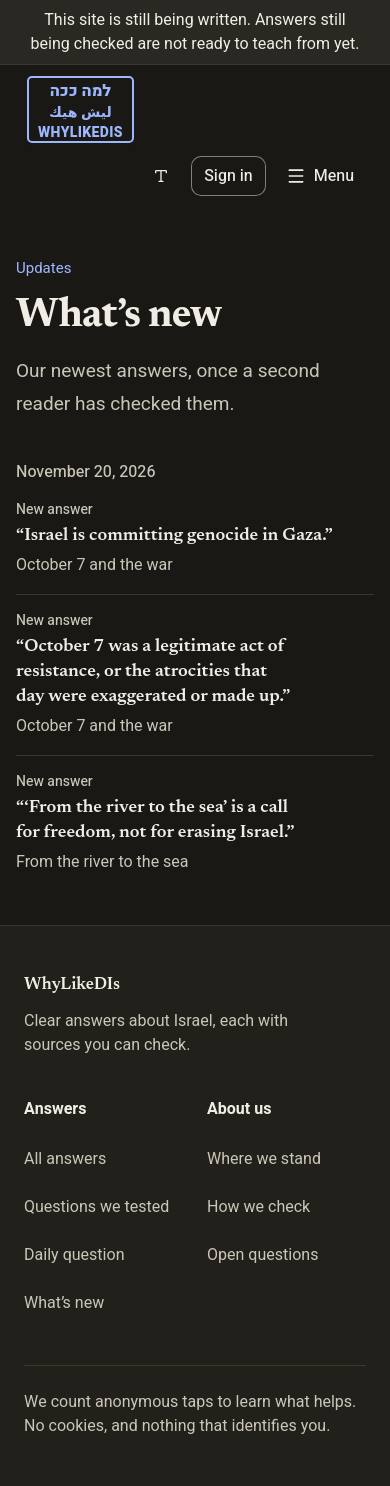 This site is still being written. Answers still
being checked are not ready to teach from yet.
למה ככה
ليش هيك
WHYLIKEDIS
T
Sign in
Menu
Updates
What’s new
Our newest answers, once a second
reader has checked them.
November 20, 2026
New answer
“Israel is committing genocide in Gaza.”
October 7 and the war
New answer
“October 7 was a legitimate act of
resistance, or the atrocities that
day were exaggerated or made up.”
October 7 and the war
New answer
“‘From the river to the sea’ is a call
for freedom, not for erasing Israel.”
From the river to the sea
WhyLikeDIs
Clear answers about Israel, each with
sources you can check.
Answers
All answers
Questions we tested
Daily question
What’s new
About us
Where we stand
How we check
Open questions
We count anonymous taps to learn what helps.
No cookies, and nothing that identifies you.